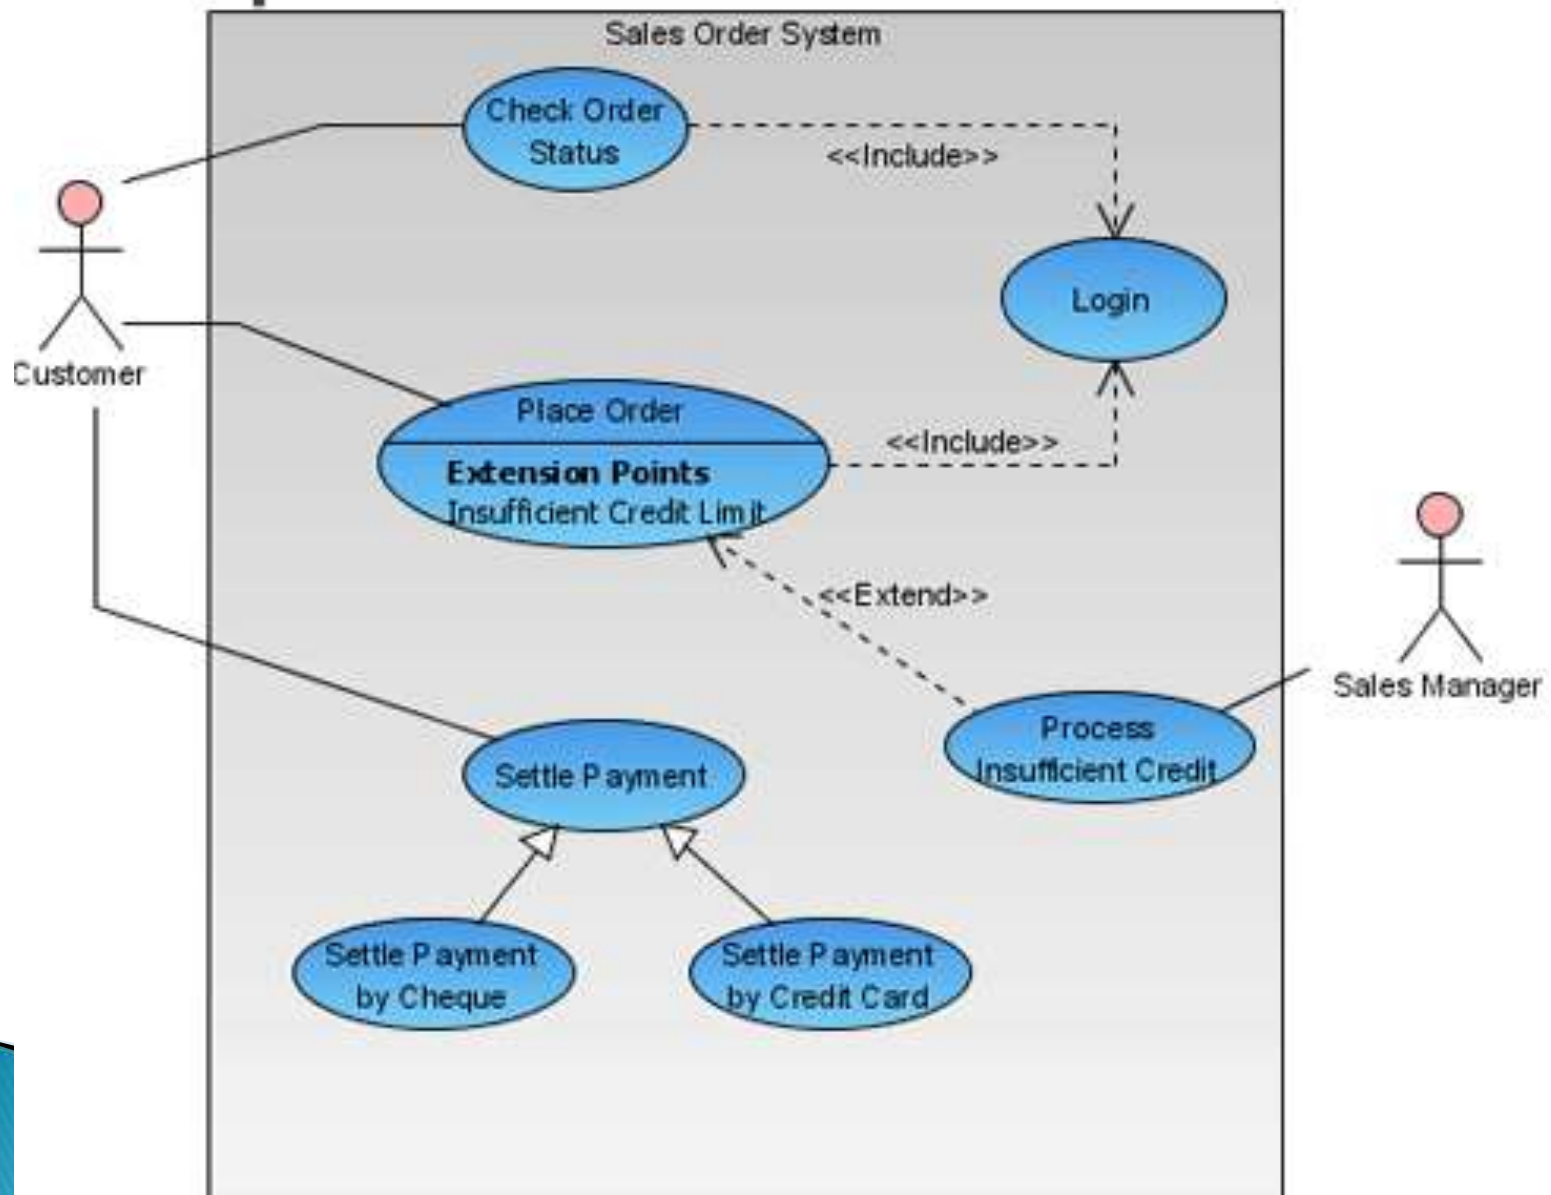 Sales Order System
Check Order
Status
<<Include>>
Login
Customer
Place Order
<<Include>>
Extension Points
Insufficient Credit Limit
<<Extend>>
Sales Manager
Process
Insufficient Credit
Settle Payment
Settle Payment
by Cheque
Settle Payment
by Credit Card